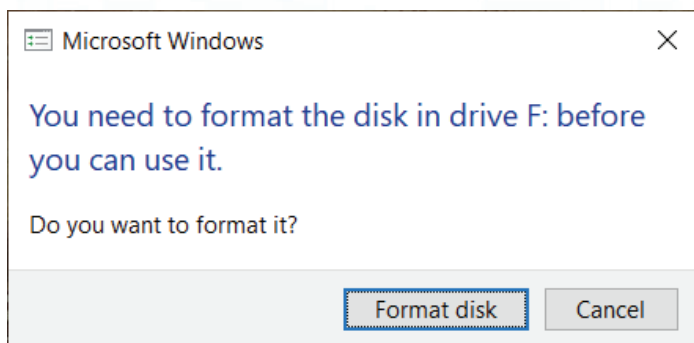 Microsoft Windows
You need to format the disk in drive F: before
you can use it.
Do you want to format it?
Format disk
Cancel